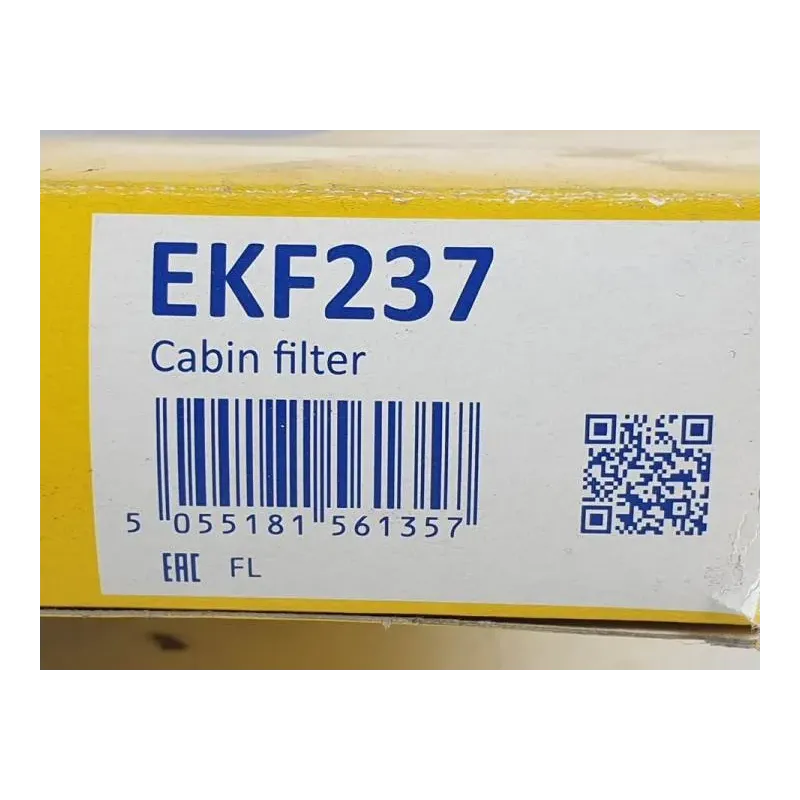 EKF237
Cabin filter
5 055181 561357
EAC FL